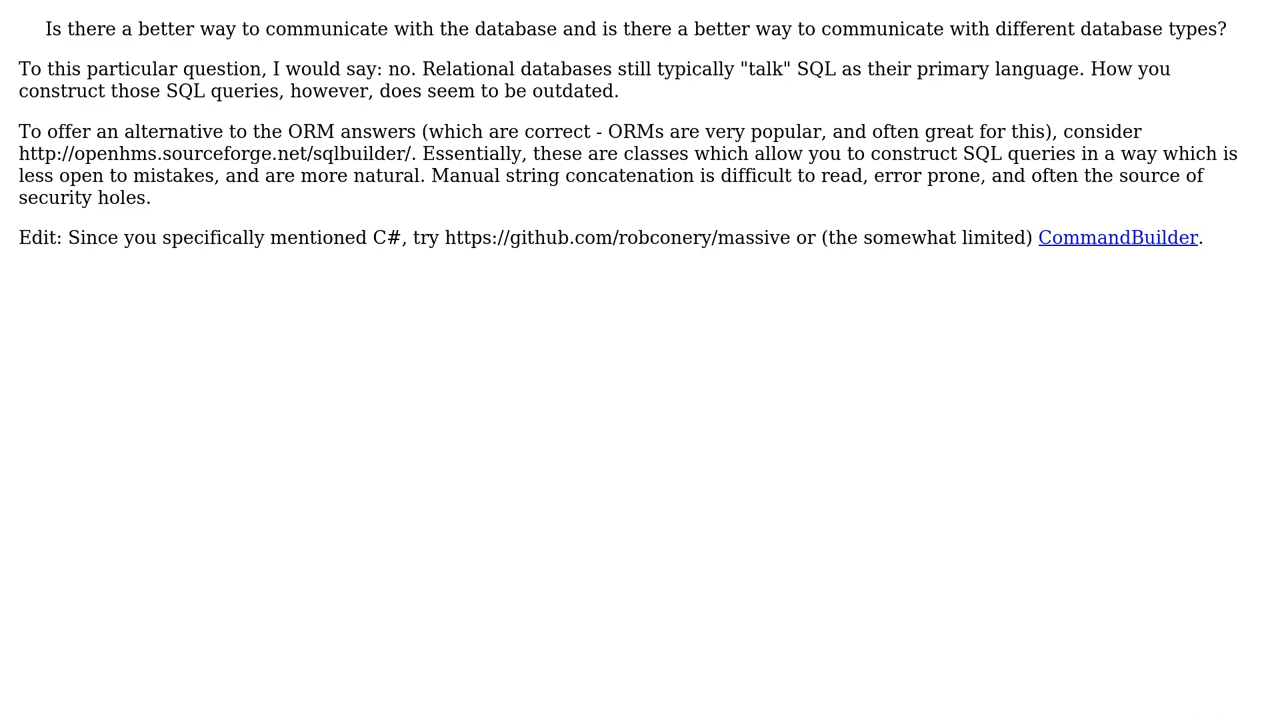 Is there a better way to communicate with the database and is there a better way to communicate with different database types?
To this particular question, I would say: no. Relational databases still typically "talk" SQL as their primary language. How you
construct those SQL queries, however, does seem to be outdated.
To offer an alternative to the ORM answers (which are correct - ORMs are very popular, and often great for this), consider
http://openhms.sourceforge.net/sqlbuilder/. Essentially, these are classes which allow you to construct SQL queries in a way which is
less open to mistakes, and are more natural. Manual string concatenation is difficult to read, error prone, and often the source of
security holes.
Edit: Since you specifically mentioned C#, try https://github.com/robconery/massive or (the somewhat limited) CommandBuilder.